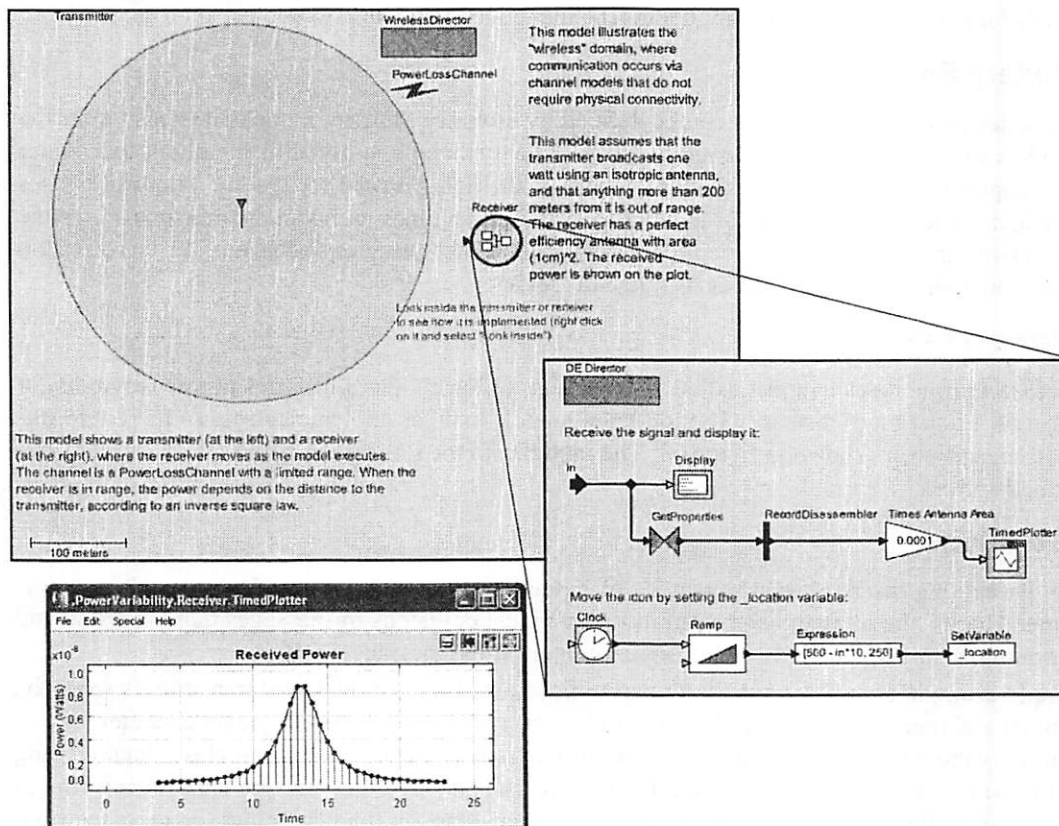 Transmitter
WirelessDirector
PowerLossChannel
This model illustrates the
"wireless" domain, where
communication occurs via
channel models that do not
require physical connectivity.
This model assumes that the
transmitter broadcasts one
watt using an isotropic antenna,
and that anything more than 200
meters from it is out of range.
The receiver has a perfect
efficiency antenna with area
(1cm)^2. The received
power is shown on the plot.
Receiver
Look inside the transmitter or receiver
to see how it is implemented (right click
on it and select "Look inside")
This model shows a transmitter (at the left) and a receiver
(at the right), where the receiver moves as the model executes.
The channel is a PowerLossChannel with a limited range. When the
receiver is in range, the power depends on the distance to the
transmitter, according to an inverse square law.
100 meters
DE Director
Receive the signal and display it:
in
Display
GetProperties
RecordDisassembler
Times Antenna Area
0.0001
TimedPlotter
Move the icon by setting the _location variable:
Clock
Ramp
Expression
[500 - in*10, 250]
SetVariable
_location
.PowerVariability.Receiver.TimedPlotter
File Edit Special Help
Received Power
x10
1.0
0.8
0.6
0.4
0.2
0.0
Power (Watts)
0 5 10 15 20 25
Time